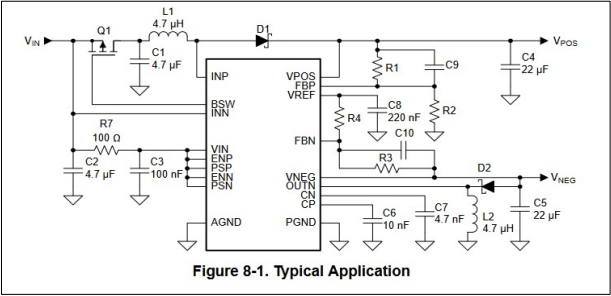 L1
4.7 µH
Q1
D1
VIN
VPOS
C1
4.7 µF
R1
C9
C4
22 µF
INP
VPOS
FBP
VREF
BSW
INN
R4
C8
220 nF
R2
R7
100 Ω
FBN
C10
VIN
ENP
PSP
ENN
PSN
R3
D2
C2
4.7 µF
C3
100 nF
VNEG
OUTN
CN
CP
VNEG
C6
10 nF
C7
4.7 nF
L2
4.7 µH
C5
22 µF
AGND
PGND
Figure 8-1. Typical Application